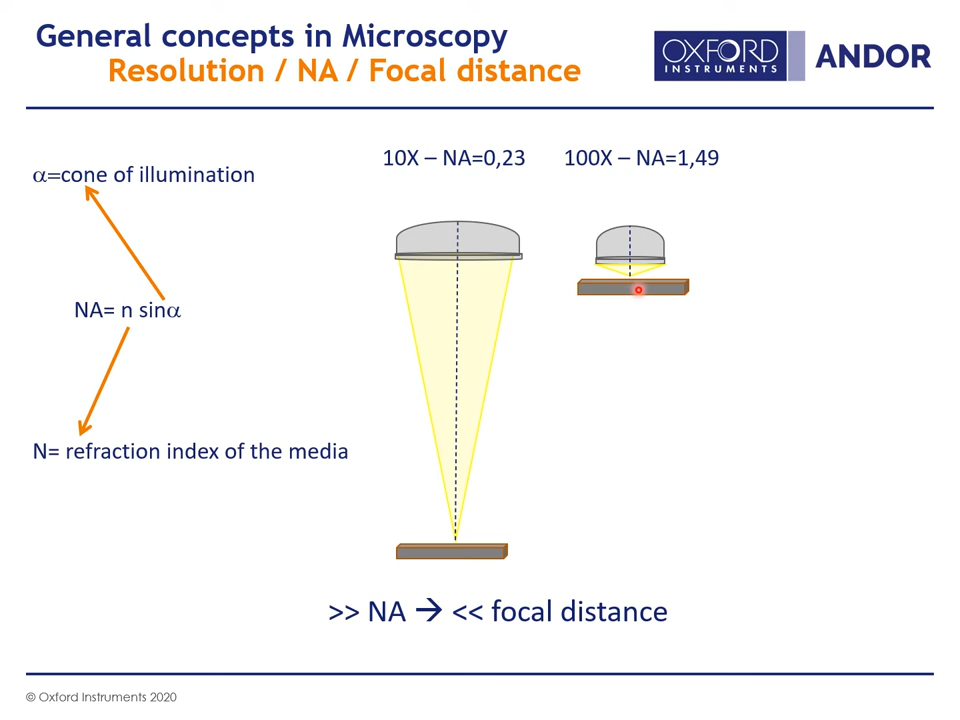 General concepts in Microscopy
Resolution / NA / Focal distance
OXFORD
INSTRUMENTS
ANDOR
10X – NA=0,23
100X – NA=1,49
α=cone of illumination
NA= n sinα
N= refraction index of the media
>> NA → << focal distance
© Oxford Instruments 2020